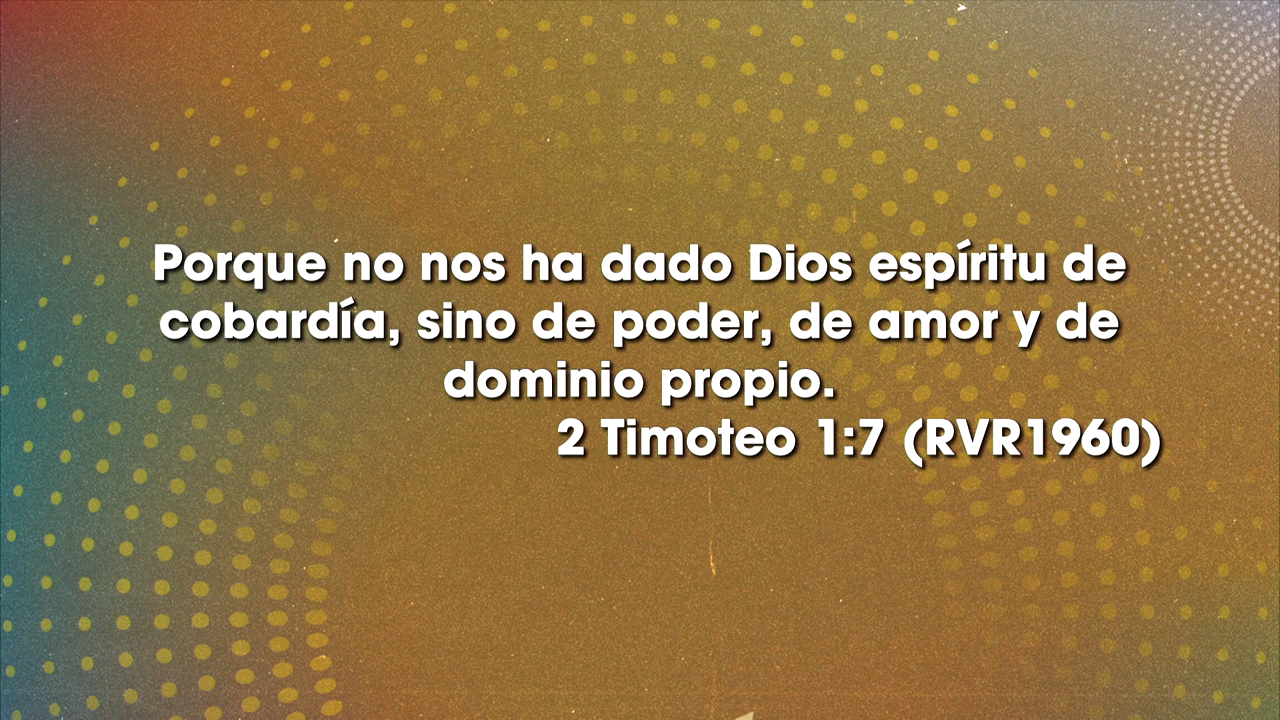 Porque no nos ha dado Dios espíritu de
cobardía, sino de poder, de amor y de
dominio propio.
2 Timoteo 1:7 (RVR1960)